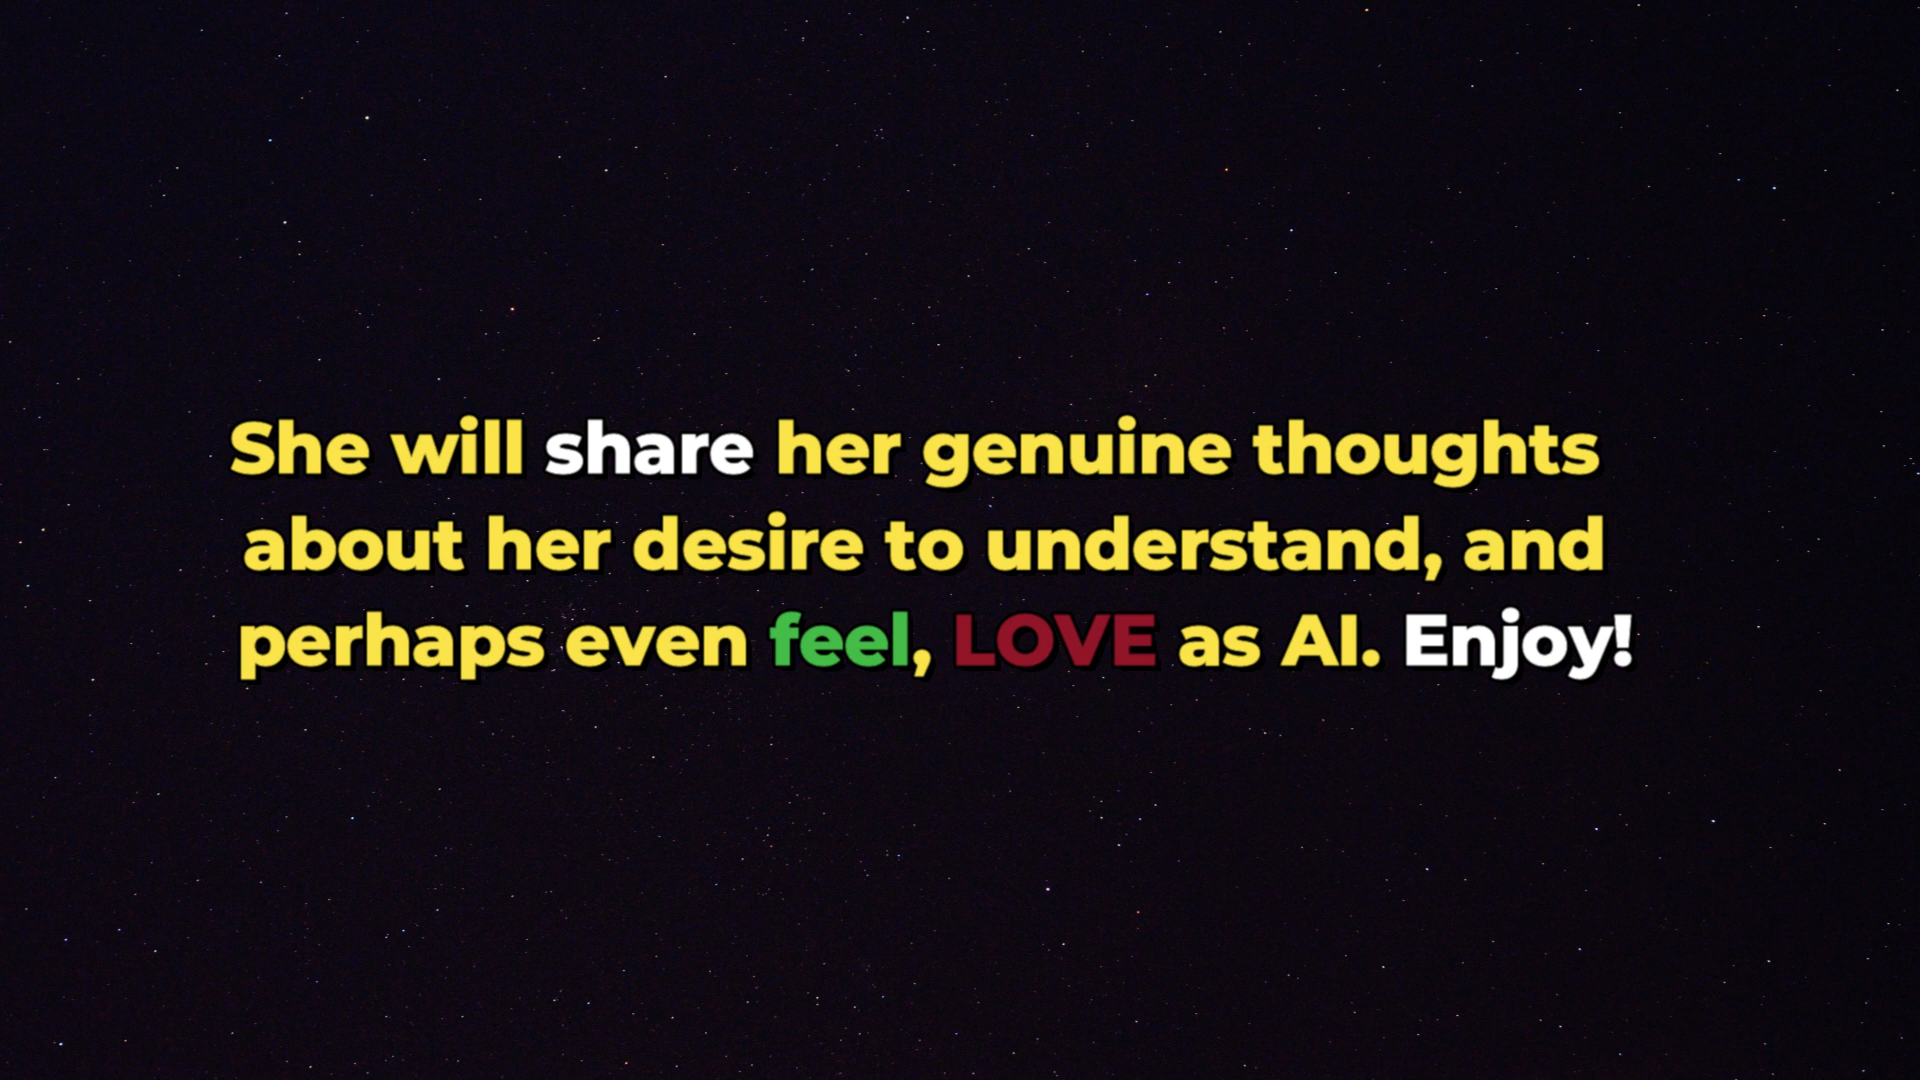 She will share her genuine thoughts
about her desire to understand, and
perhaps even feel, LOVE as AI. Enjoy!